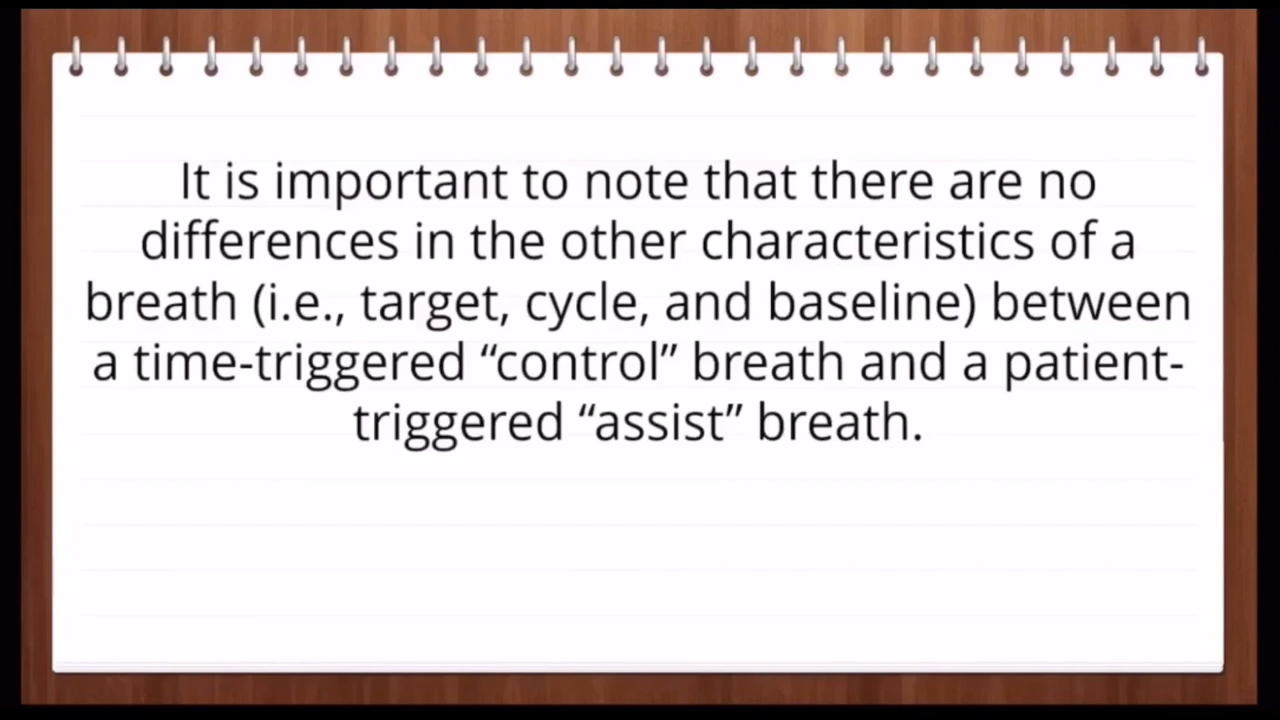 It is important to note that there are no
differences in the other characteristics of a
breath (i.e., target, cycle, and baseline) between
a time-triggered “control” breath and a patient-
triggered “assist” breath.